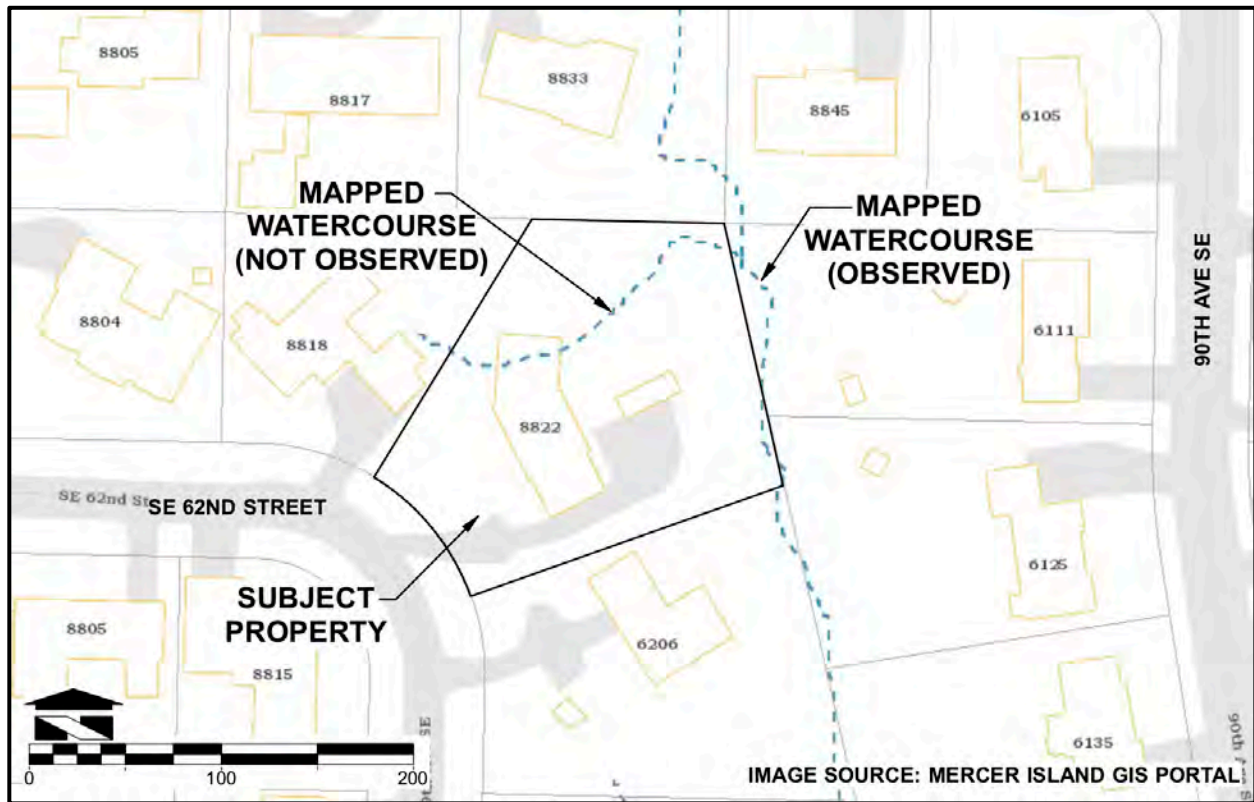 8805
8817
8833
8845
6105
MAPPED
WATERCOURSE
(NOT OBSERVED)
MAPPED
WATERCOURSE
(OBSERVED)
90TH AVE SE
8804
8818
6111
8822
SE 62nd St
SE 62ND STREET
6125
SUBJECT
PROPERTY
8805
8815
6206
6135
SE
90th
0
100
200
IMAGE SOURCE: MERCER ISLAND GIS PORTAL